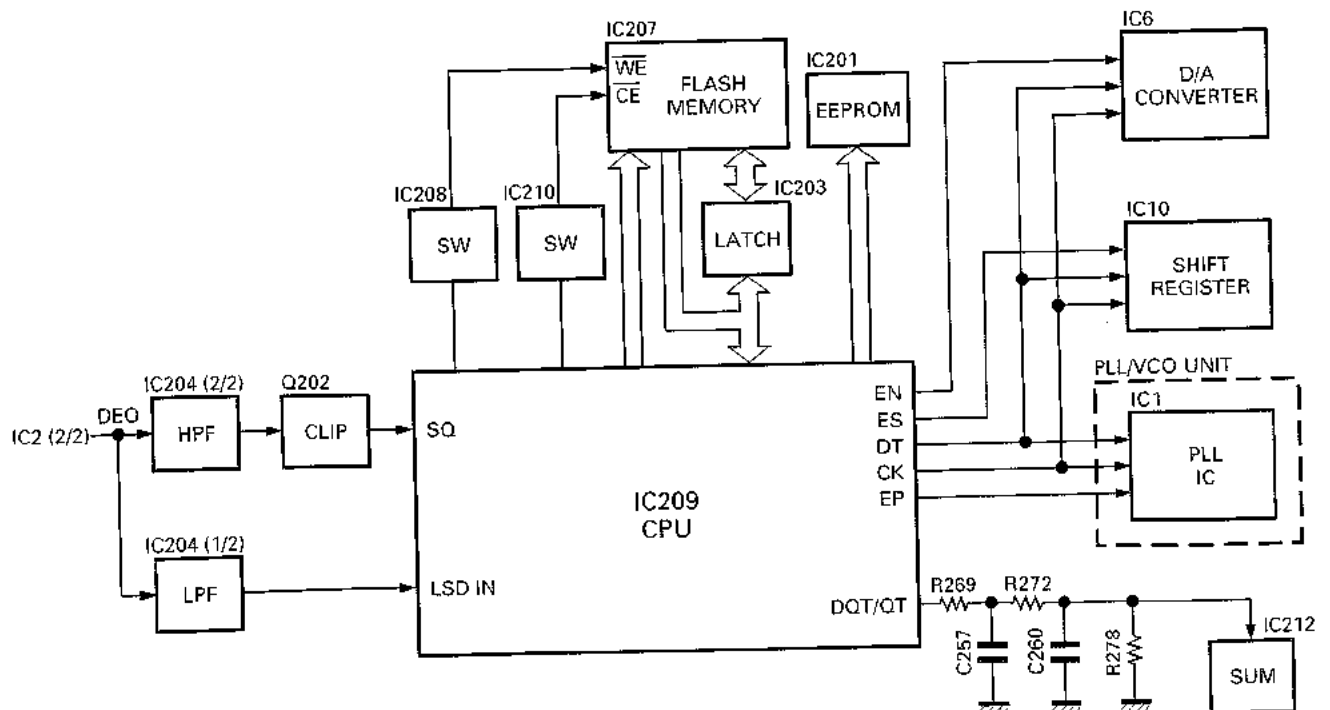 IC207
WE
CE
FLASH
MEMORY
IC201
EEPROM
IC6
D/A
CONVERTER
IC208
SW
IC210
SW
IC203
LATCH
IC10
SHIFT
REGISTER
PLL/VCO UNIT
IC1
PLL
IC
IC2 (2/2)
DEO
IC204 (2/2)
HPF
Q202
CLIP
SQ
EN
ES
DT
CK
EP
IC209
CPU
IC204 (1/2)
LPF
LSD IN
DQT/QT
R269
R272
C257
C260
R278
IC212
SUM